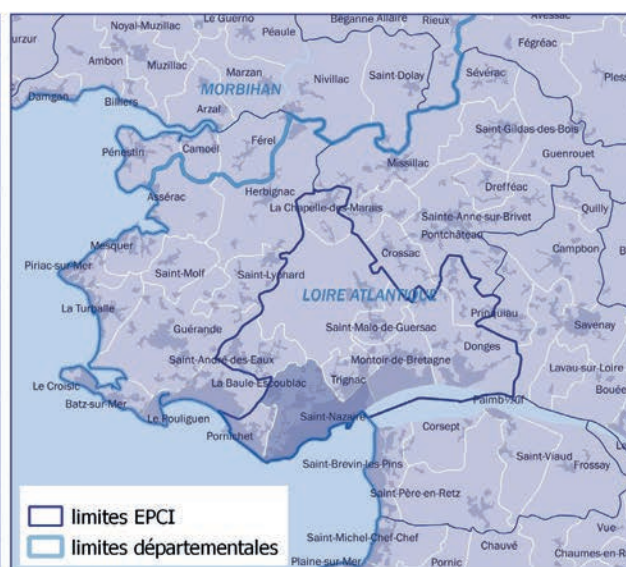 Noyal-Muzillac
Le Guerno
Péaule
Béganne Allaire
Rieux
Avessac
urzur
Ambon
Muzillac
Marzan
Nivillac
Saint-Dolay
Sévérac
Fégréac
Pless
MORBIHAN
Damgan
Billiers
Arzal
Saint-Gildas-des-Bois
Guenrouet
Pénestin
Camoël
Férel
Missillac
Drefféac
Assérac
Herbignac
La Chapelle-des-Marais
Sainte-Anne-sur-Brivet
Quilly
Pontchâteau
Mesquer
Crossac
Campbon
B
Piriac-sur-Mer
Saint-Molf
Saint-Lyphard
LOIRE ATLANTIQUE
La Turballe
Prinquiau
Guérande
Saint-Malo-de-Guersac
Savenay
Saint-André-des-Eaux
Montoir-de-Bretagne
Donges
Lavau-sur-Loire
Le Croisic
La Baule-Escoublac
Trignac
Bouée
Batz-sur-Mer
Paimbœuf
Le Pouliguen
Saint-Nazaire
Corsept
Pornichet
Saint-Viaud
Frossay
Saint-Brevin-les-Pins
Saint-Père-en-Retz
limites EPCI
Saint-Michel-Chef-Chef
Vue
limites départementales
Chauvé
Plaine-sur-Mer
Pornic
Chaumes-en-R